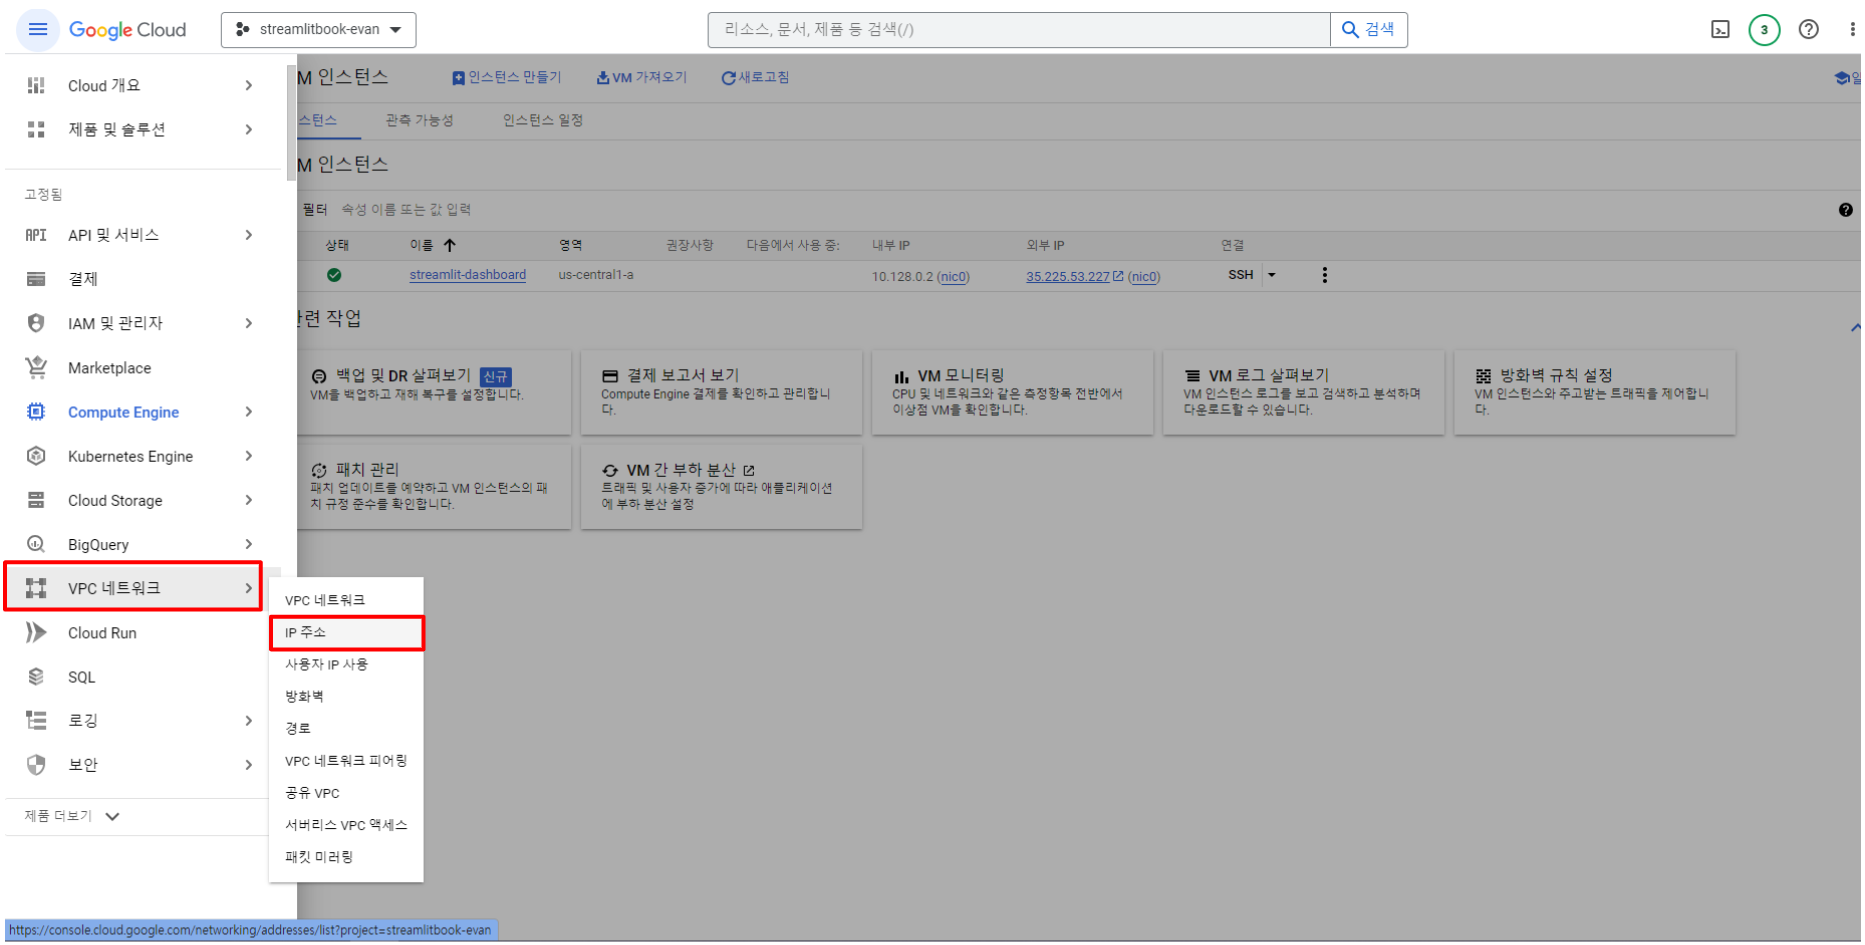 Google Cloud
streamlitbook-evan
리소스, 문서, 제품 등 검색(/)
검색
3
Cloud 개요
제품 및 솔루션
고정됨
API
API 및 서비스
결제
IAM 및 관리자
Marketplace
Compute Engine
Kubernetes Engine
Cloud Storage
BigQuery
VPC 네트워크
Cloud Run
SQL
로깅
보안
제품 더보기
VPC 네트워크
IP 주소
사용자 IP 사용
방화벽
경로
VPC 네트워크 피어링
공유 VPC
서버리스 VPC 액세스
패킷 미러링
M 인스턴스
인스턴스 만들기
VM 가져오기
새로고침
스턴스
관측 가능성
인스턴스 일정
M 인스턴스
필터 속성 이름 또는 값 입력
상태 이름 영역 권장사항 다음에서 사용 중: 내부 IP 외부 IP 연결
streamlit-dashboard us-central1-a 10.128.0.2 (nic0) 35.225.53.227 (nic0) SSH
련 작업
백업 및 DR 살펴보기 신규
VM을 백업하고 재해 복구를 설정합니다.
결제 보고서 보기
Compute Engine 결제를 확인하고 관리합니
다.
VM 모니터링
CPU 및 네트워크와 같은 측정항목 전반에서
이상점 VM을 확인합니다.
VM 로그 살펴보기
VM 인스턴스 로그를 보고 검색하고 분석하며
다운로드할 수 있습니다.
방화벽 규칙 설정
VM 인스턴스와 주고받는 트래픽을 제어합니
다.
패치 관리
패치 업데이트를 예약하고 VM 인스턴스의 패
치 규정 준수를 확인합니다.
VM 간 부하 분산
트래픽 및 사용자 증가에 따라 애플리케이션
에 부하 분산 설정
https://console.cloud.google.com/networking/addresses/list?project=streamlitbook-evan